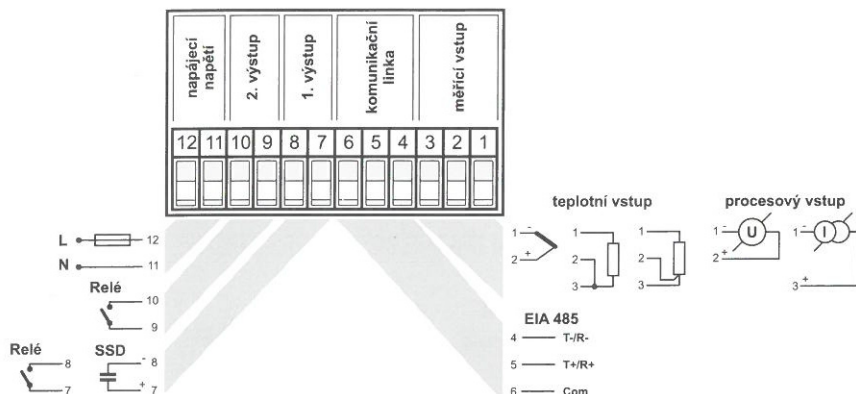 napájecí
napětí
2. výstup
1. výstup
komunikační
linka
měřící vstup
12 11 10 9 8 7 6 5 4 3 2 1
teplotní vstup
procesový vstup
L 12
N 11
1 -
2 +
1
2
3
1
2
3
1 -
U
2 +
1 -
I
3 +
Relé
10
9
EIA 485
4 T-/R-
5 T+/R+
6 Com
Relé
8
7
SSD
- 8
+ 7